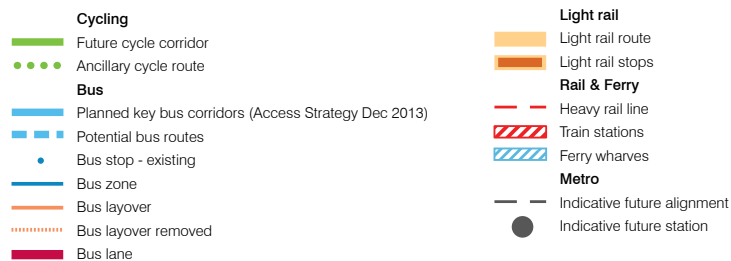 Cycling
Future cycle corridor
Ancillary cycle route
Bus
Planned key bus corridors (Access Strategy Dec 2013)
Potential bus routes
Bus stop - existing
Bus zone
Bus layover
Bus layover removed
Bus lane
Light rail
Light rail route
Light rail stops
Rail & Ferry
Heavy rail line
Train stations
Ferry wharves
Metro
Indicative future alignment
Indicative future station